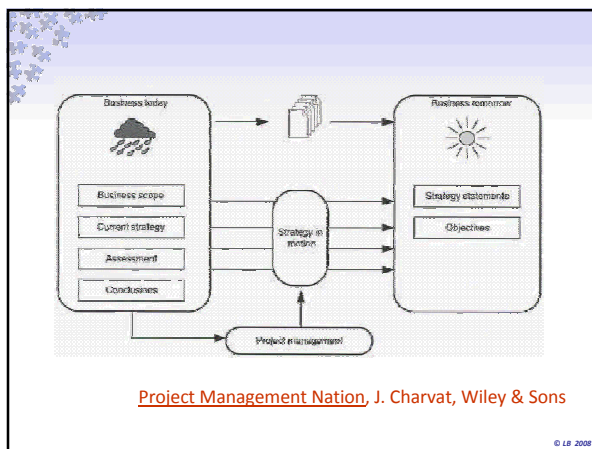 Business today
Business tomorrow
Business scope
Current strategy
Assessment
Conclusions
Strategy in
motion
Strategy statements
Objectives
Project management
Project Management Nation, J. Charvat, Wiley & Sons
© LB 2008